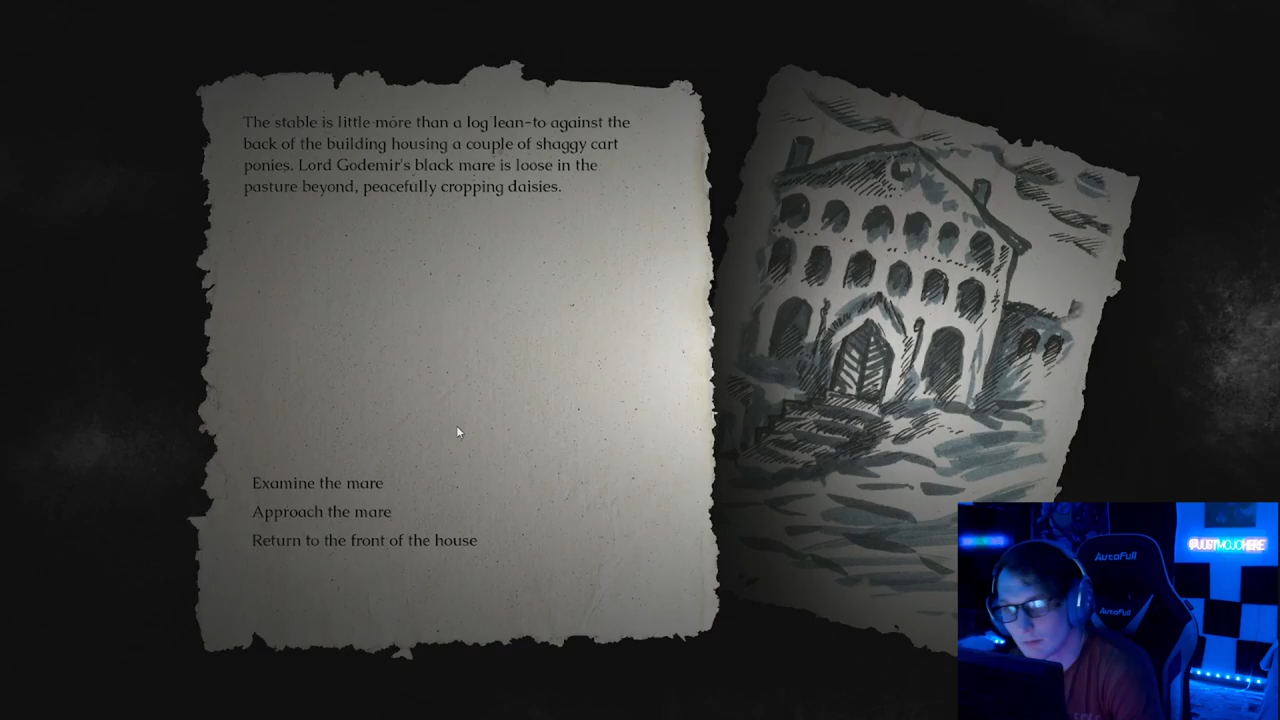 The stable is little more than a log lean-to against the
back of the building housing a couple of shaggy cart
ponies. Lord Godemir's black mare is loose in the
pasture beyond, peacefully cropping daisies.
Examine the mare
Approach the mare
Return to the front of the house
AutoFull
AutoFull